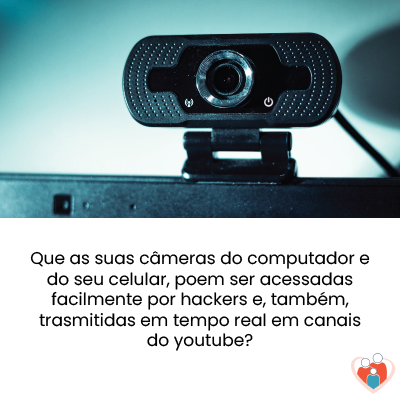 Que as suas câmeras do computador e
do seu celular, poem ser acessadas
facilmente por hackers e, também,
trasmitidas em tempo real em canais
do youtube?